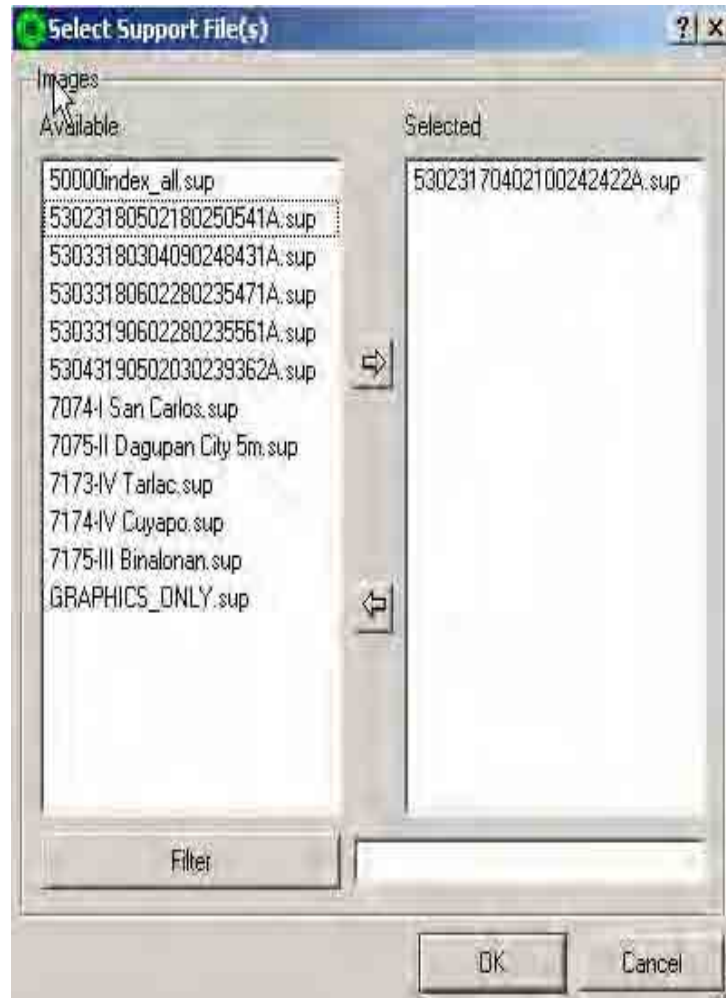 Select Support File(s)
Images
Available
Selected
50000index_all.sup
53023180502180250541A.sup
53033180304090248431A.sup
53033180602280235471A.sup
53033190602280235561A.sup
53043190502030239362A.sup
7074-I San Carlos.sup
7075-II Dagupan City 5m.sup
7173-IV Tarlac.sup
7174-IV Cuyapo.sup
7175-III Binalonan.sup
GRAPHICS_ONLY.sup
53023170402100242422A.sup
Filter
OK
Cancel